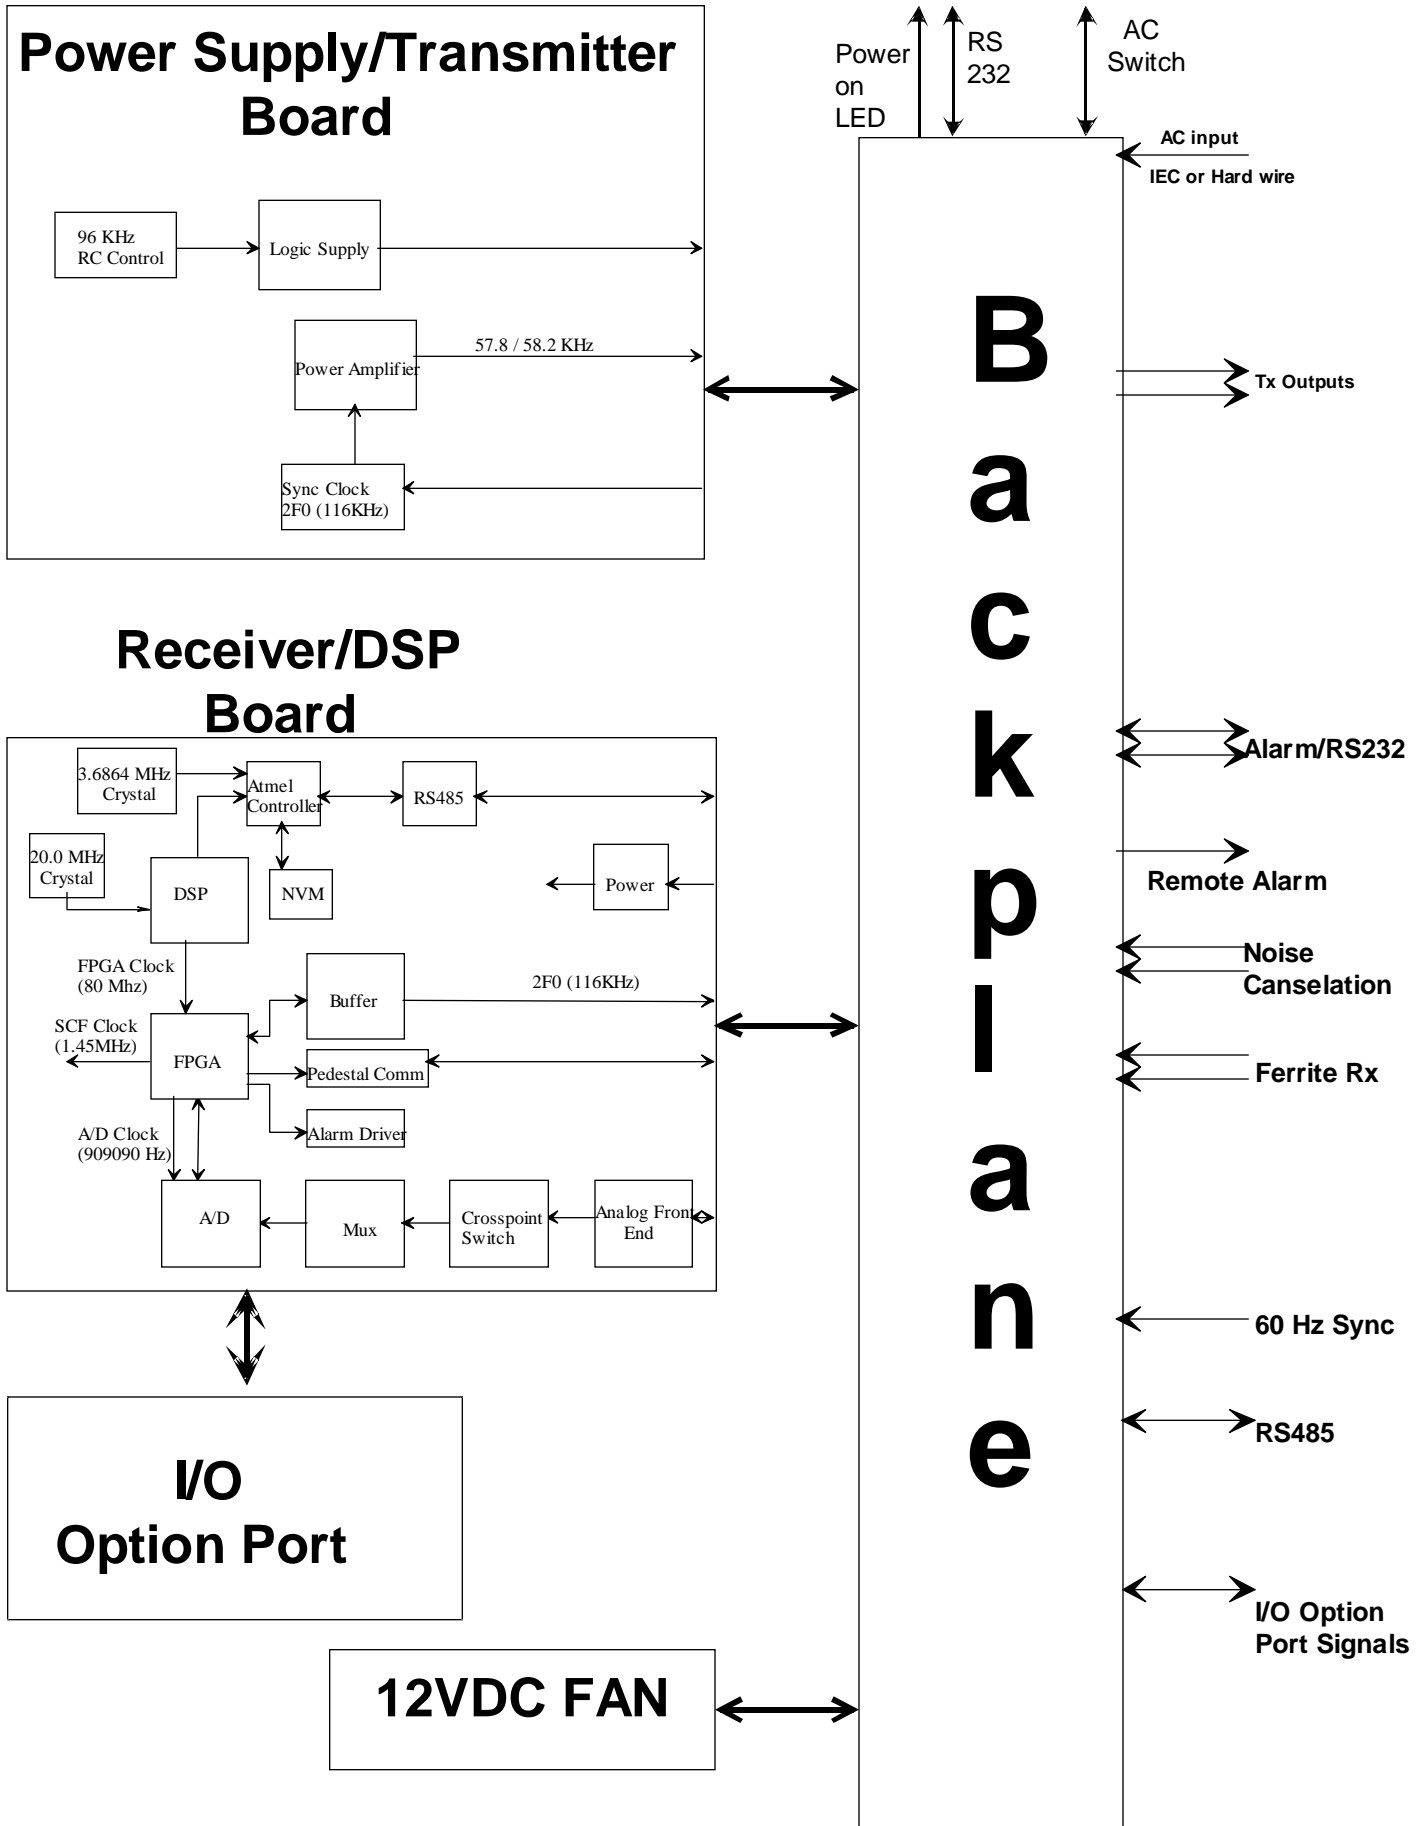 Power Supply/Transmitter
Board
96 KHz
RC Control
Logic Supply
57.8 / 58.2 KHz
Power Amplifier
Sync Clock
2F0 (116KHz)
Receiver/DSP
Board
3.6864 MHz
Crystal
Atmel
Controller
RS485
20.0 MHz
Crystal
DSP
NVM
Power
FPGA Clock
(80 Mhz)
Buffer
2F0 (116KHz)
SCF Clock
(1.45MHz)
FPGA
Pedestal Comm
A/D Clock
(909090 Hz)
Alarm Driver
A/D
Mux
Crosspoint
Switch
Analog Front
End
I/O
Option Port
12VDC FAN
Power
on
LED
RS
232
AC
Switch
B
a
c
k
p
l
a
n
e
AC input
IEC or Hard wire
Tx Outputs
Alarm/RS232
Remote Alarm
Noise
Canselation
Ferrite Rx
60 Hz Sync
RS485
I/O Option
Port Signals